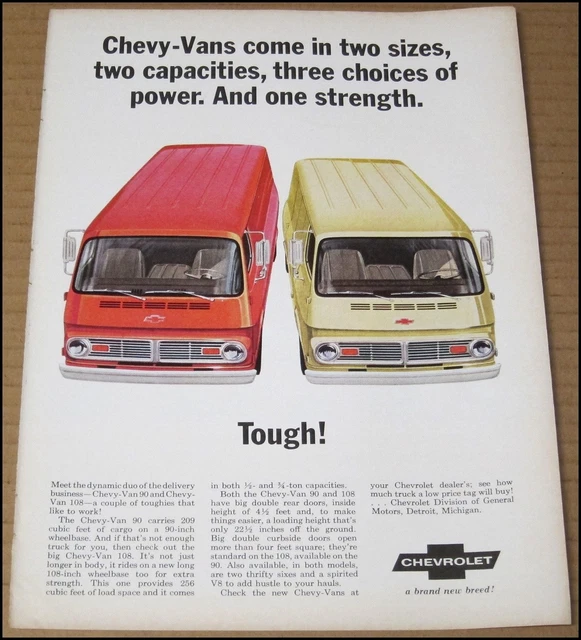 Chevy-Vans come in two sizes,
two capacities, three choices of
power. And one strength.
Tough!
Meet the dynamic duo of the delivery
business—Chevy-Van 90 and Chevy-
Van 108—a couple of toughies that
like to work!
The Chevy-Van 90 carries 209
cubic feet of cargo on a 90-inch
wheelbase. And if that's not enough
truck for you, then check out the
big Chevy-Van 108. It's not just
longer in body, it rides on a new long
108-inch wheelbase too for extra
strength. This one provides 256
cubic feet of load space and it comes
in both ½- and ¾-ton capacities.
Both the Chevy-Van 90 and 108
have big double rear doors, inside
height of 4½ feet and, to make
things easier, a loading height that's
only 22½ inches off the ground.
Big double curbside doors open
more than four feet square; they're
standard on the 108, available on the
90. Also available, in both models,
are two thrifty sixes and a spirited
V8 to add hustle to your hauls.
Check the new Chevy-Vans at
your Chevrolet dealer's; see how
much truck a low price tag will buy!
. . . Chevrolet Division of General
Motors, Detroit, Michigan.
CHEVROLET
a brand new breed!